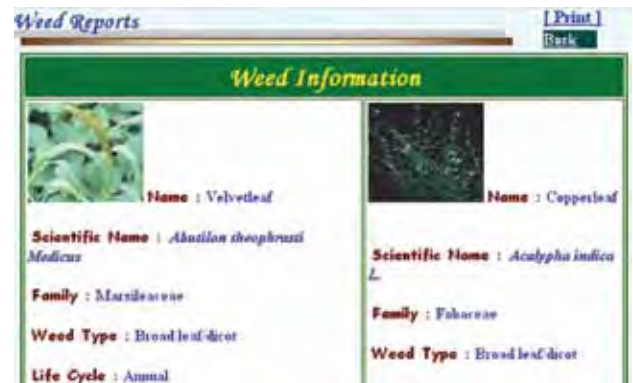 Weed Reports
[ Print ]
Back
Weed Information
Name : Velvetleaf
Scientific Name : Abutilon theophrasti
Medicus
Family : Marsileaceae
Weed Type : Broad leaf dicot
Life Cycle : Annual
Name : Copperleaf
Scientific Name : Acalypha indica
L.
Family : Fabaceae
Weed Type : Broad leaf dicot